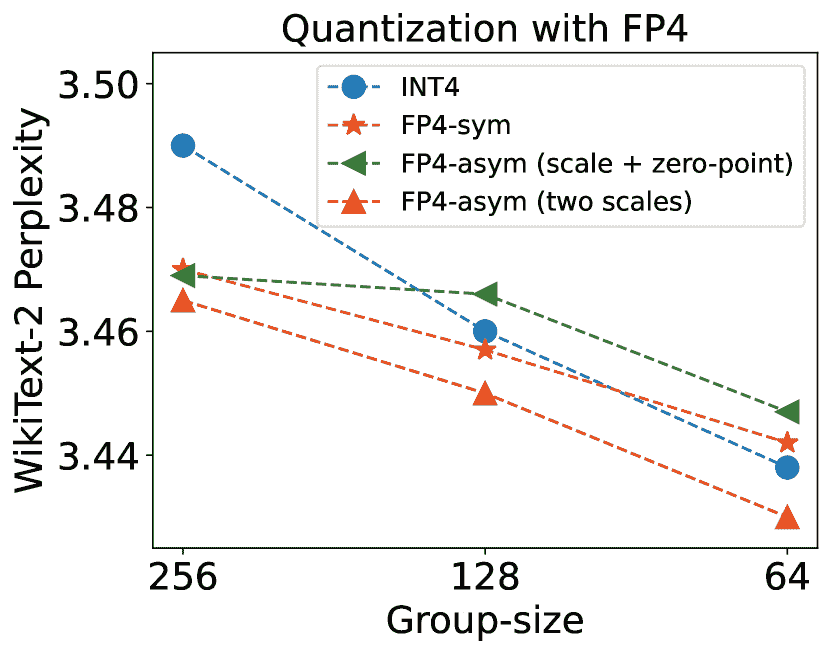 Quantization with FP4
WikiText-2 Perplexity
3.50
3.48
3.46
3.44
INT4
FP4-sym
FP4-asym (scale + zero-point)
FP4-asym (two scales)
256
128
64
Group-size